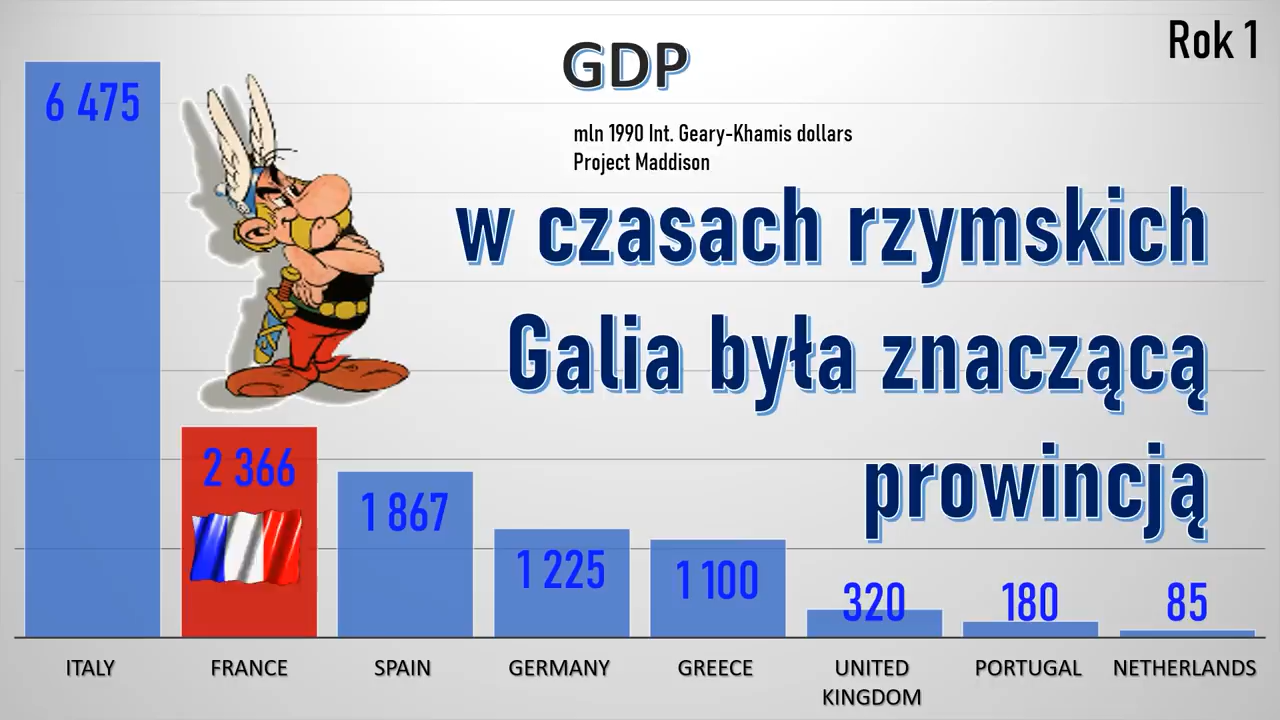 Rok 1
GDP
mln 1990 Int. Geary-Khamis dollars
Project Maddison
w czasach rzymskich
Galia była znaczącą
prowincją
6 475
2 366
1 867
1 225
1 100
320
180
85
ITALY
FRANCE
SPAIN
GERMANY
GREECE
UNITED
KINGDOM
PORTUGAL
NETHERLANDS